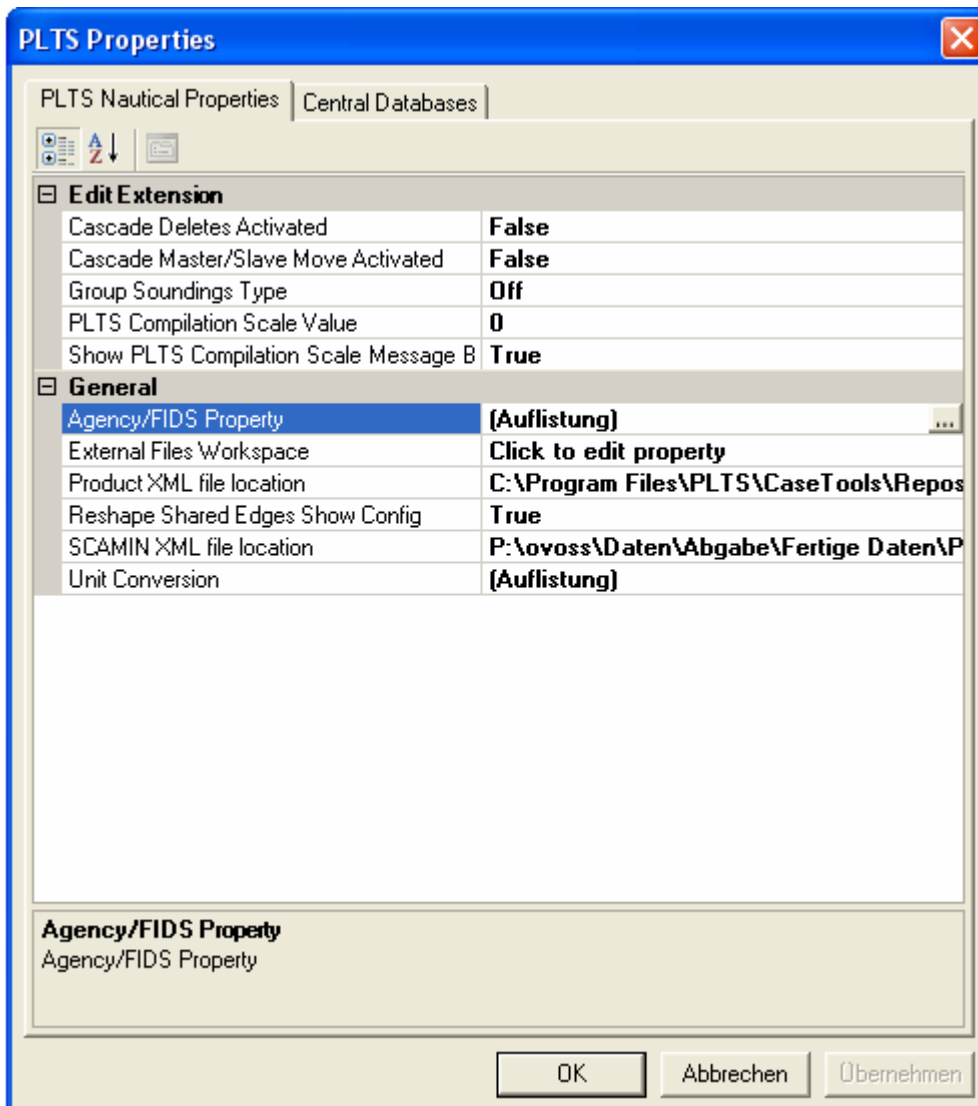 PLTS Properties
PLTS Nautical Properties Central Databases
Edit Extension
Cascade Deletes Activated False
Cascade Master/Slave Move Activated False
Group Soundings Type Off
PLTS Compilation Scale Value 0
Show PLTS Compilation Scale Message B True
General
Agency/FIDS Property (Auflistung) ...
External Files Workspace Click to edit property
Product XML file location C:\Program Files\PLTS\CaseTools\Repos
Reshape Shared Edges Show Config True
SCAMIN XML file location P:\ovoss\Daten\Abgabe\Fertige Daten\P
Unit Conversion (Auflistung)
Agency/FIDS Property
Agency/FIDS Property
OK Abbrechen Übernehmen